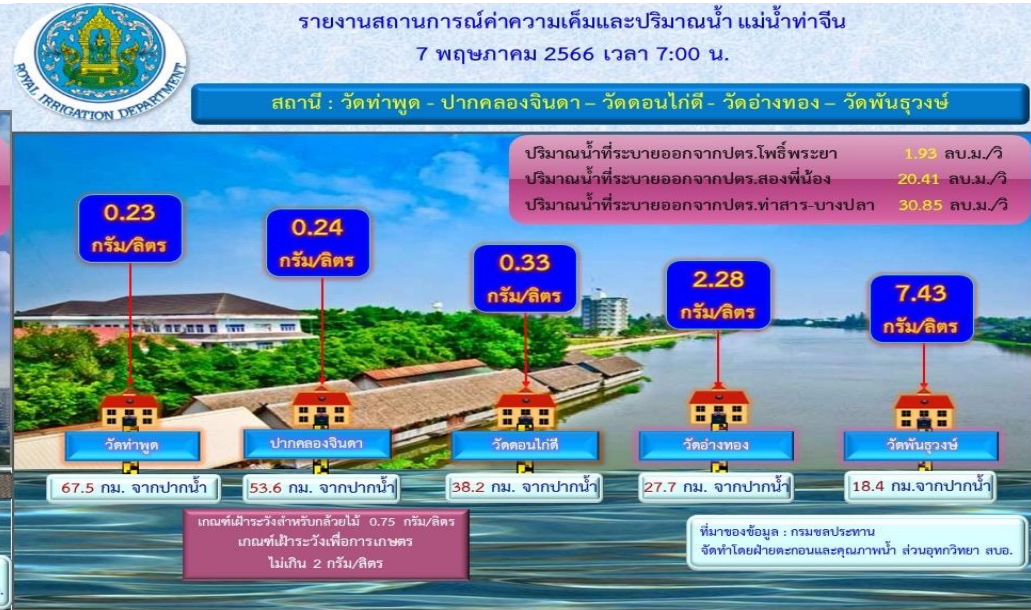 ROYAL IRRIGATION DEPARTMENT
รายงานสถานการณ์ค่าความเค็มและปริมาณน้ำ แม่น้ำท่าจีน
7 พฤษภาคม 2566 เวลา 7:00 น.
สถานี : วัดท่าพูด - ปากคลองจินดา – วัดดอนไก่ดี - วัดอ่างทอง – วัดพันธุวงษ์
ปริมาณน้ำที่ระบายออกจากปตร.โพธิ์พระยา 1.93 ลบ.ม./วิ
ปริมาณน้ำที่ระบายออกจากปตร.สองพี่น้อง 20.41 ลบ.ม./วิ
ปริมาณน้ำที่ระบายออกจากปตร.ท่าสาร-บางปลา 30.85 ลบ.ม./วิ
0.23
กรัม/ลิตร
0.24
กรัม/ลิตร
0.33
กรัม/ลิตร
2.28
กรัม/ลิตร
7.43
กรัม/ลิตร
วัดท่าพูด
ปากคลองจินดา
วัดดอนไก่ดี
วัดอ่างทอง
วัดพันธุวงษ์
67.5 กม. จากปากน้ำ
53.6 กม. จากปากน้ำ
38.2 กม. จากปากน้ำ
27.7 กม. จากปากน้ำ
18.4 กม.จากปากน้ำ
เกณฑ์เฝ้าระวังสำหรับกล้วยไม้ 0.75 กรัม/ลิตร
เกณฑ์เฝ้าระวังเพื่อการเกษตร
ไม่เกิน 2 กรัม/ลิตร
ที่มาของข้อมูล : กรมชลประทาน
จัดทำโดยฝ่ายตะกอนและคุณภาพน้ำ ส่วนอุทกวิทยา สบอ.